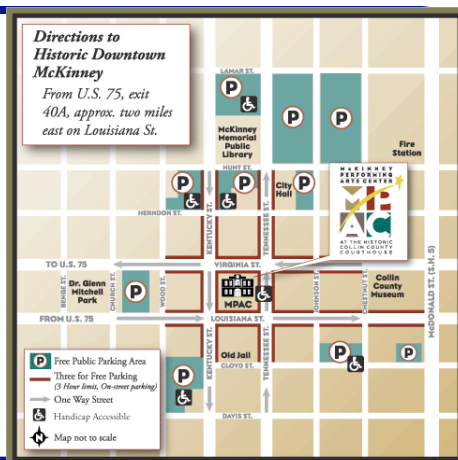 Directions to
Historic Downtown
McKinney
From U.S. 75, exit
40A, approx. two miles
east on Louisiana St.
LAMAR ST.
P
P
P
McKinney
Memorial
Public
Library
Fire
Station
HUNT ST.
P
P
City
Hall
P
McKINNEY
PERFORMING
ARTS CENTER
MPAC
AT THE HISTORIC
COLLIN COUNTY
COURTHOUSE
HERNDON ST.
KENTUCKY ST.
TENNESSEE ST.
TO U.S. 75
VIRGINIA ST.
BENGE ST.
Dr. Glenn
Mitchell
Park
CHURCH ST.
P
WOOD ST.
MPAC
JOHNSON ST.
CHESTNUT ST.
Collin
County
Museum
McDONALD ST. (S.H. 5)
FROM U.S. 75
LOUISIANA ST.
KENTUCKY ST.
Old Jail
CLOYD ST.
TENNESSEE ST.
P
P
P
DAVIS ST.
P Free Public Parking Area
Three for Free Parking
(3 Hour limit, On-street parking)
One Way Street
Handicap Accessible
N Map not to scale